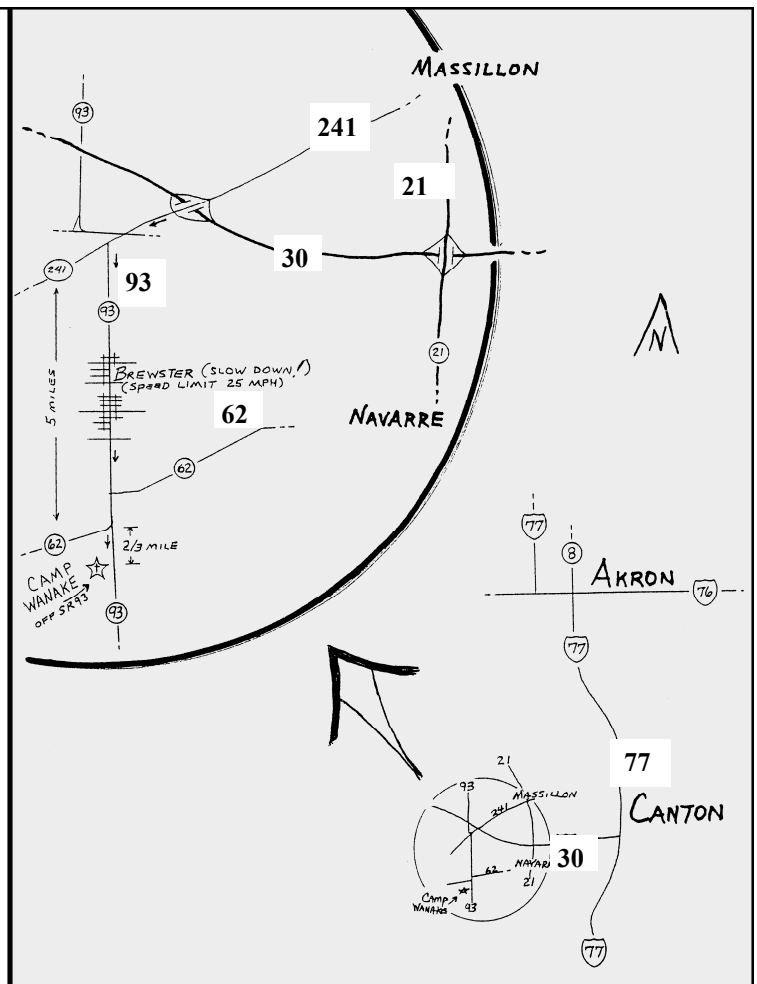 MASSILLON
93
241
21
30
241
93
93
21
5 MILES
BREWSTER (SLOW DOWN!)
(SPEED LIMIT 25 MPH)
62
NAVARRE
62
N
62
2/3 MILE
CAMP
WANAKE
OFF SR93
93
77
8
AKRON
76
77
77
CANTON
21
93
MASSILLON
241
30
NAVAR
62
21
CAMP
WANAKE
93
77